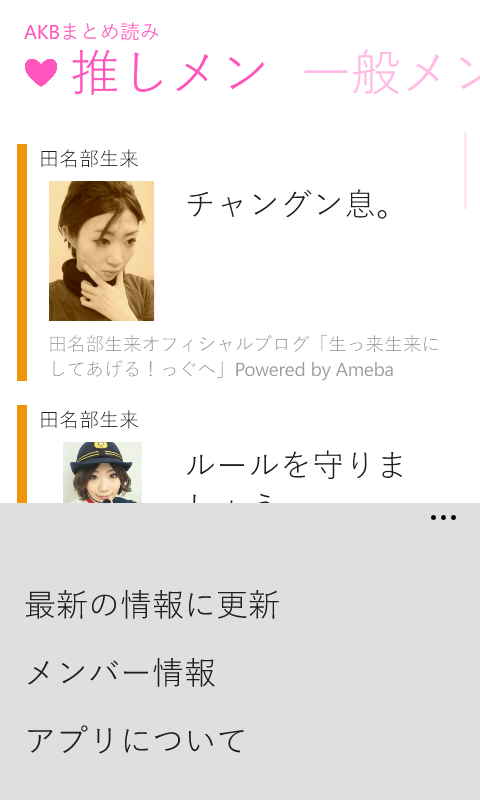 AKBまとめ読み
推しメン 一般メン
田名部生来
チャングン息。
田名部生来オフィシャルブログ「生っ来生来に
してあげる！っぐへ」Powered by Ameba
田名部生来
ルールを守りま
しょう
最新の情報に更新
メンバー情報
アプリについて